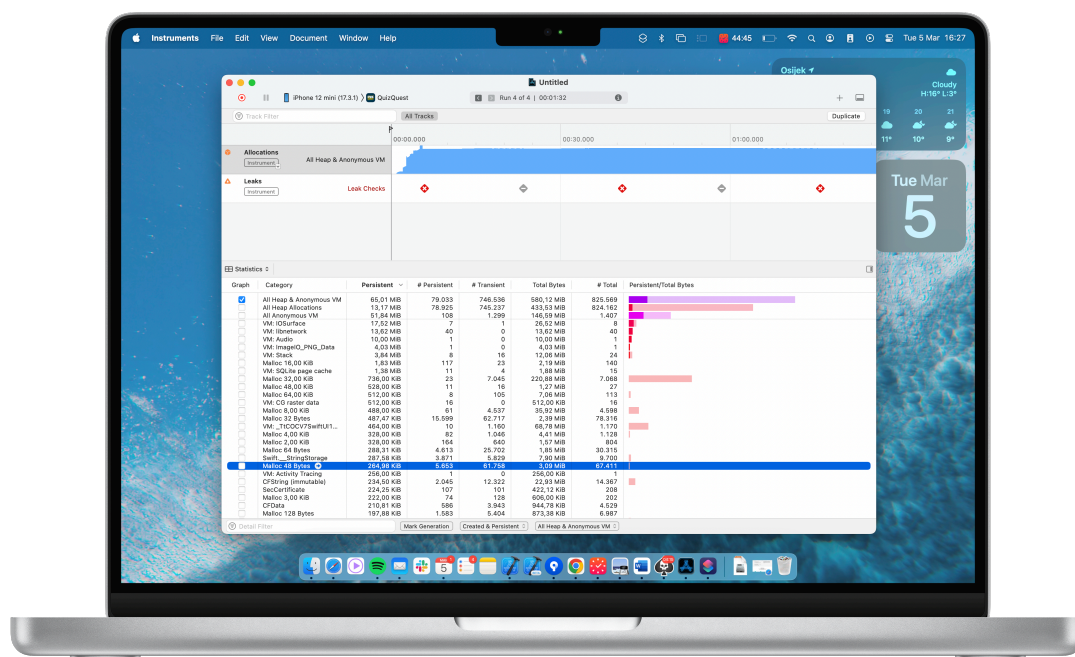 Instruments File Edit View Document Window Help 44:45 Tue 5 Mar 16:27
Osijek
Cloudy
H:16° L:3°
19 20 21
11° 10° 9°
Tue Mar
5
Untitled
iPhone 12 mini (17.3.1) QuizQuest Run 4 of 4 | 00:01:32
Track Filter All Tracks Duplicate
00:00.000 00:30.000 01:00.000
Allocations
Instrument All Heap & Anonymous VM
Leaks
Instrument Leak Checks
Statistics
Graph Category Persistent # Persistent # Transient Total Bytes # Total Persistent/Total Bytes
All Heap & Anonymous VM 65,01 MiB 79.033 746.536 580,12 MiB 825.569
All Heap Allocations 13,17 MiB 78.925 745.237 433,53 MiB 824.162
All Anonymous VM 51,84 MiB 108 1.299 146,59 MiB 1.407
VM: IOSurface 17,52 MiB 7 1 26,52 MiB 8
VM: libnetwork 13,62 MiB 40 0 13,62 MiB 40
VM: Audio 10,00 MiB 1 0 10,00 MiB 1
VM: ImageIO_PNG_Data 4,03 MiB 1 0 4,03 MiB 1
VM: Stack 3,84 MiB 8 16 12,06 MiB 24
Malloc 16,00 KiB 1,83 MiB 117 23 2,19 MiB 140
VM: SQLite page cache 1,38 MiB 11 4 1,88 MiB 15
Malloc 32,00 KiB 736,00 KiB 23 7.045 220,88 MiB 7.068
Malloc 48,00 KiB 528,00 KiB 11 16 1,27 MiB 27
Malloc 64,00 KiB 512,00 KiB 8 105 7,06 MiB 113
VM: CG raster data 512,00 KiB 16 0 512,00 KiB 16
Malloc 8,00 KiB 488,00 KiB 61 4.537 35,92 MiB 4.598
Malloc 32 Bytes 487,47 KiB 15.599 62.717 2,39 MiB 78.316
VM: _TtCOCV7SwiftUI1... 464,00 KiB 10 1.160 68,78 MiB 1.170
Malloc 4,00 KiB 328,00 KiB 82 1.046 4,41 MiB 1.128
Malloc 2,00 KiB 328,00 KiB 164 640 1,57 MiB 804
Malloc 64 Bytes 288,31 KiB 4.613 25.702 1,85 MiB 30.315
Swift.__StringStorage 287,58 KiB 3.871 5.829 7,90 MiB 9.700
Malloc 48 Bytes 264,98 KiB 5.653 61.758 3,09 MiB 67.411
VM: Activity Tracing 256,00 KiB 1 0 256,00 KiB 1
CFString (immutable) 234,50 KiB 2.045 12.322 22,93 MiB 14.367
SecCertificate 224,25 KiB 107 101 422,12 KiB 208
Malloc 3,00 KiB 222,00 KiB 74 128 606,00 KiB 202
CFData 210,81 KiB 586 3.943 944,78 KiB 4.529
Malloc 128 Bytes 197,88 KiB 1.583 5.404 873,38 KiB 6.987
Detail Filter Mark Generation Created & Persistent All Heap & Anonymous VM
5